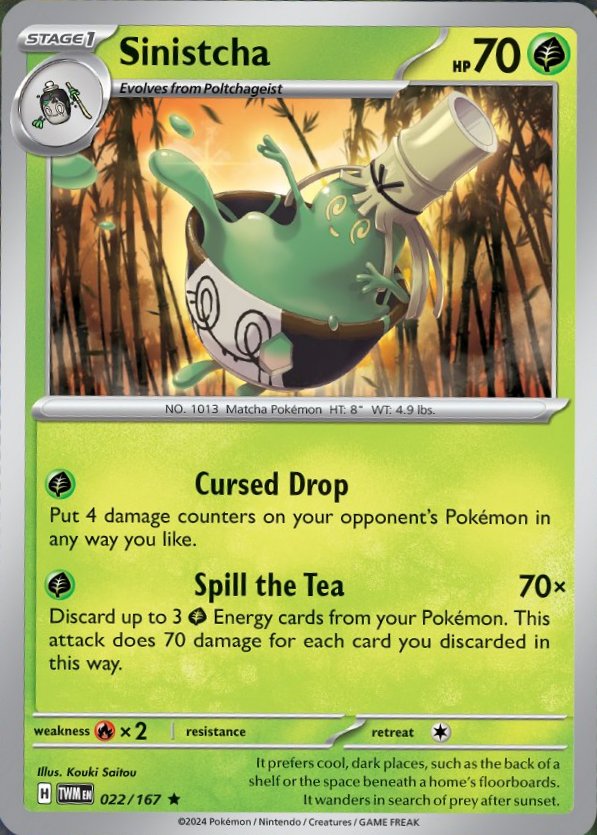 STAGE 1
Sinistcha
HP 70
Evolves from Poltchageist
NO. 1013 Matcha Pokémon HT: 8" WT: 4.9 lbs.
Cursed Drop
Put 4 damage counters on your opponent's Pokémon in
any way you like.
Spill the Tea 70×
Discard up to 3 Energy cards from your Pokémon. This
attack does 70 damage for each card you discarded in
this way.
weakness ×2 resistance retreat
Illus. Kouki Saitou
H TWM EN 022/167 ★
It prefers cool, dark places, such as the back of a
shelf or the space beneath a home's floorboards.
It wanders in search of prey after sunset.
©2024 Pokémon / Nintendo / Creatures / GAME FREAK